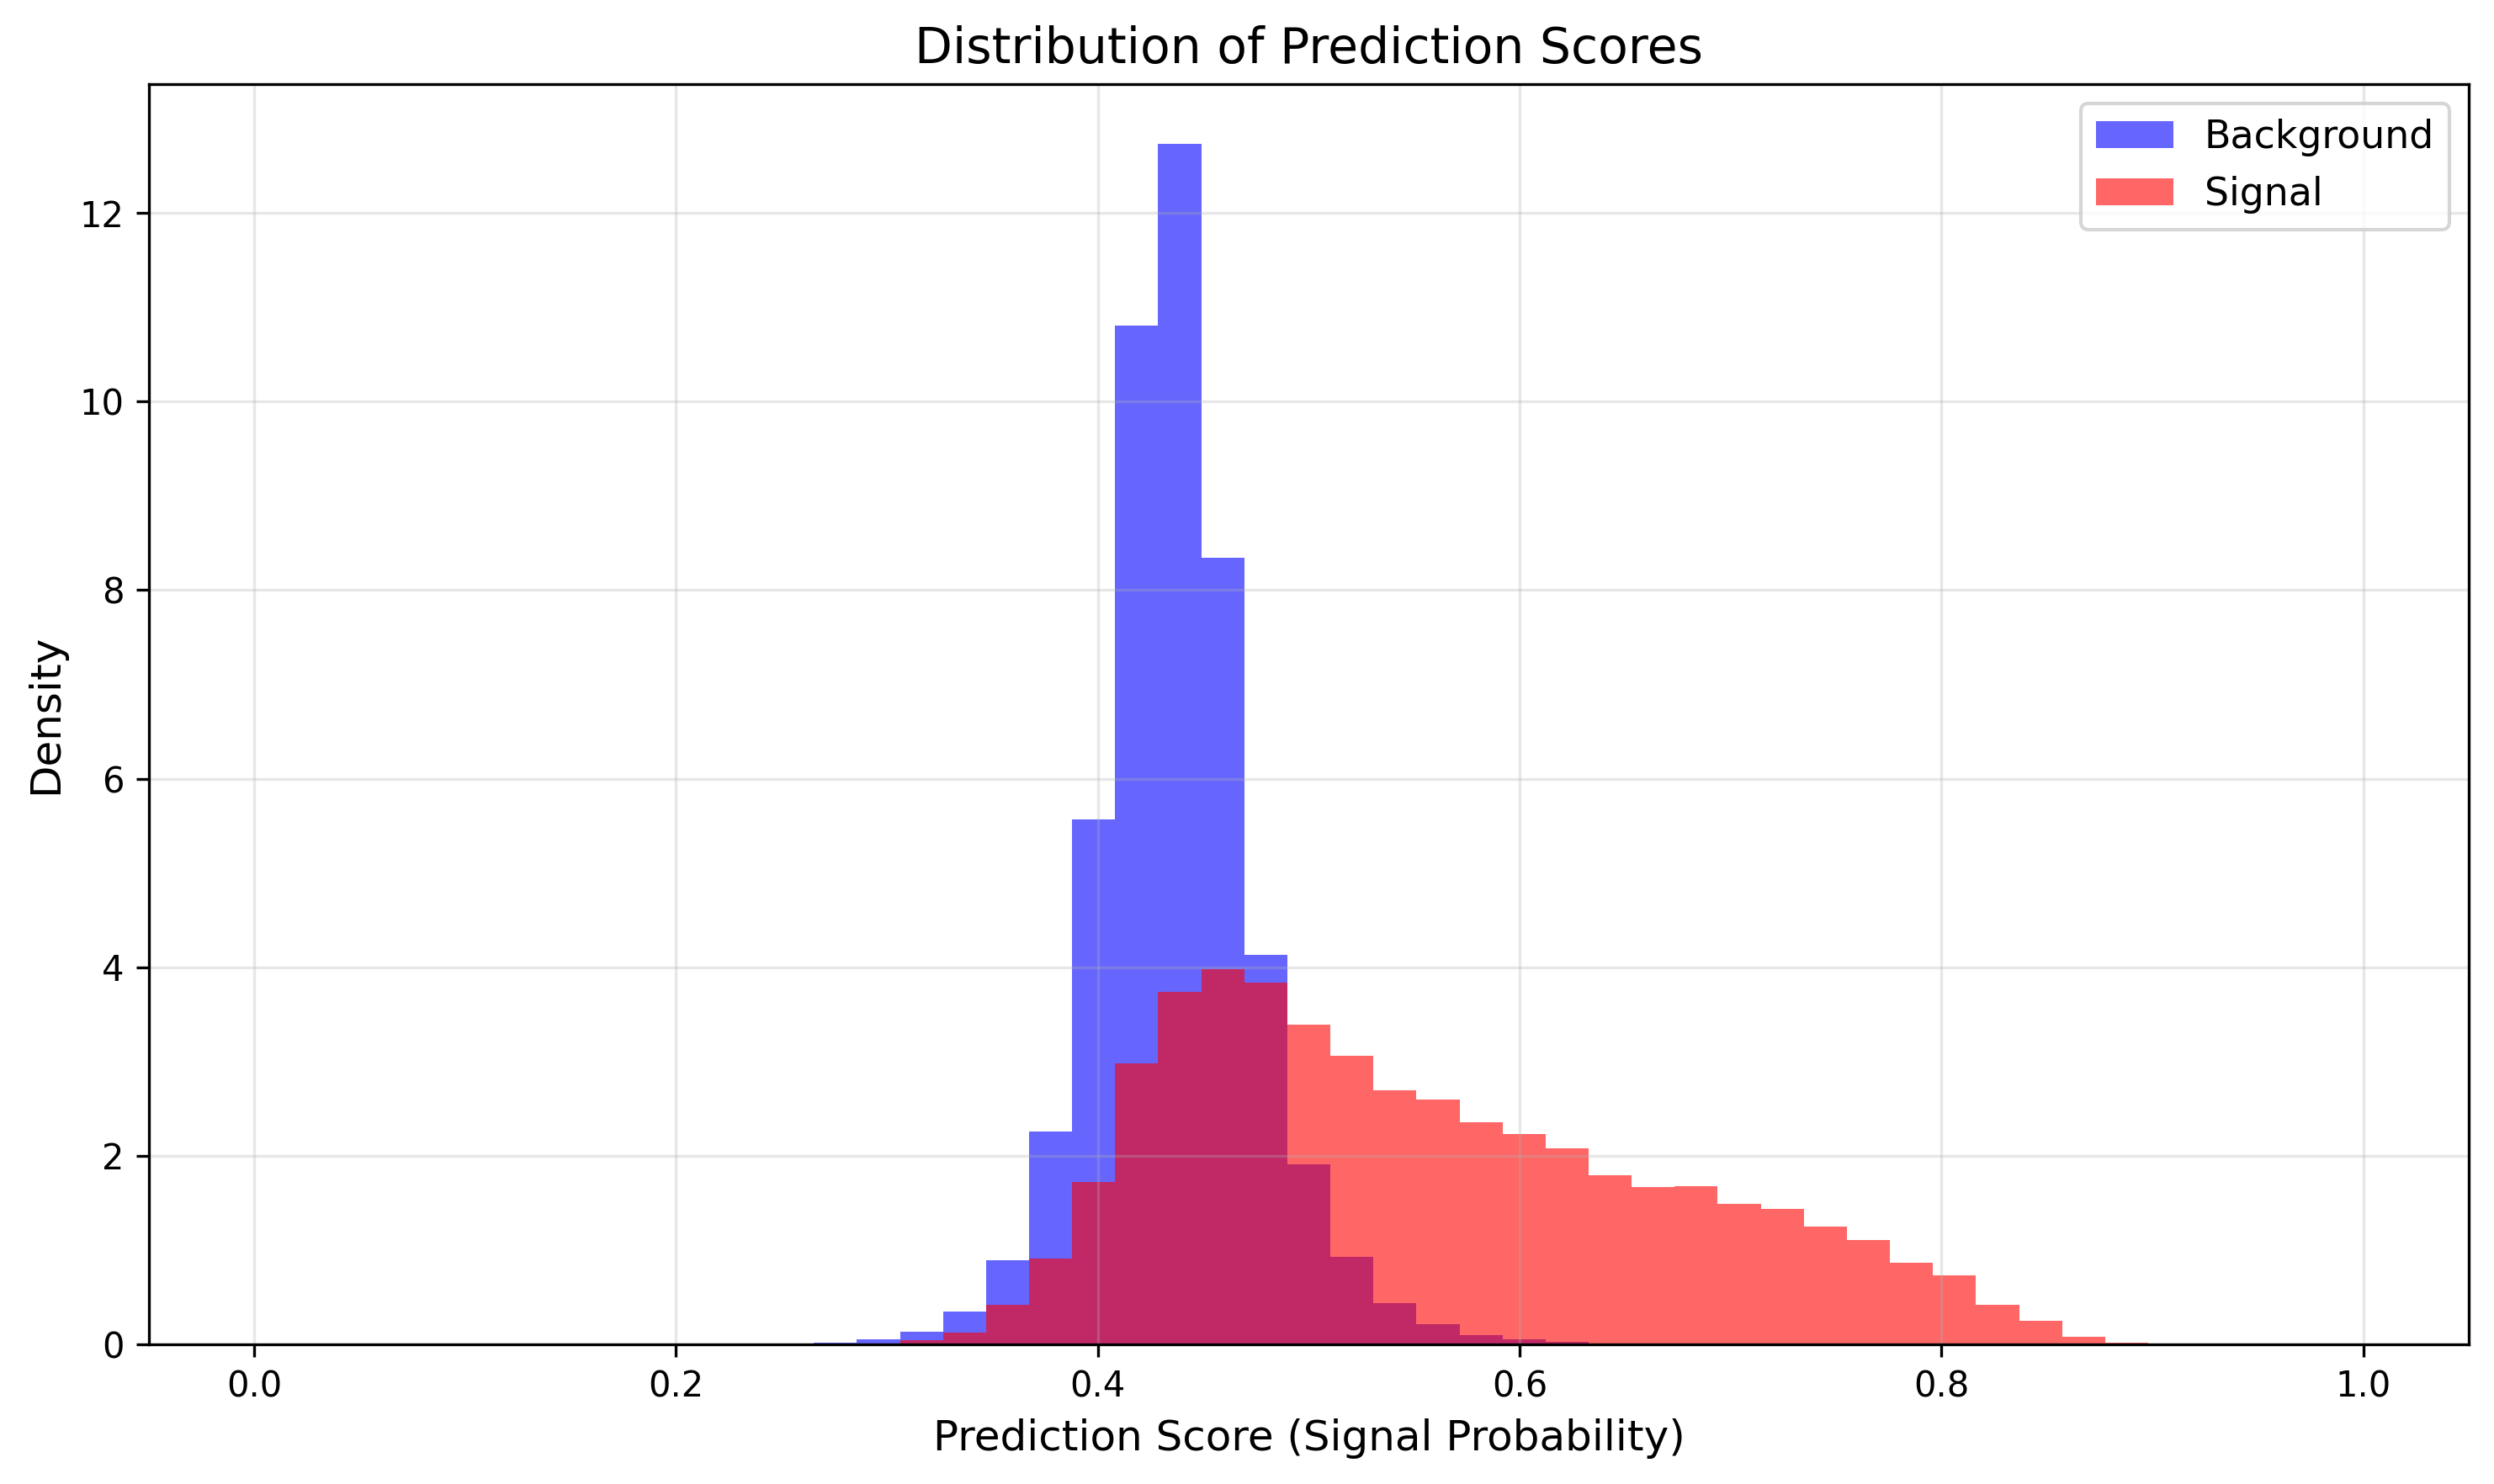 Distribution of Prediction Scores
Background
Signal
12
10
8
6
4
2
0
Density
0.0 0.2 0.4 0.6 0.8 1.0
Prediction Score (Signal Probability)